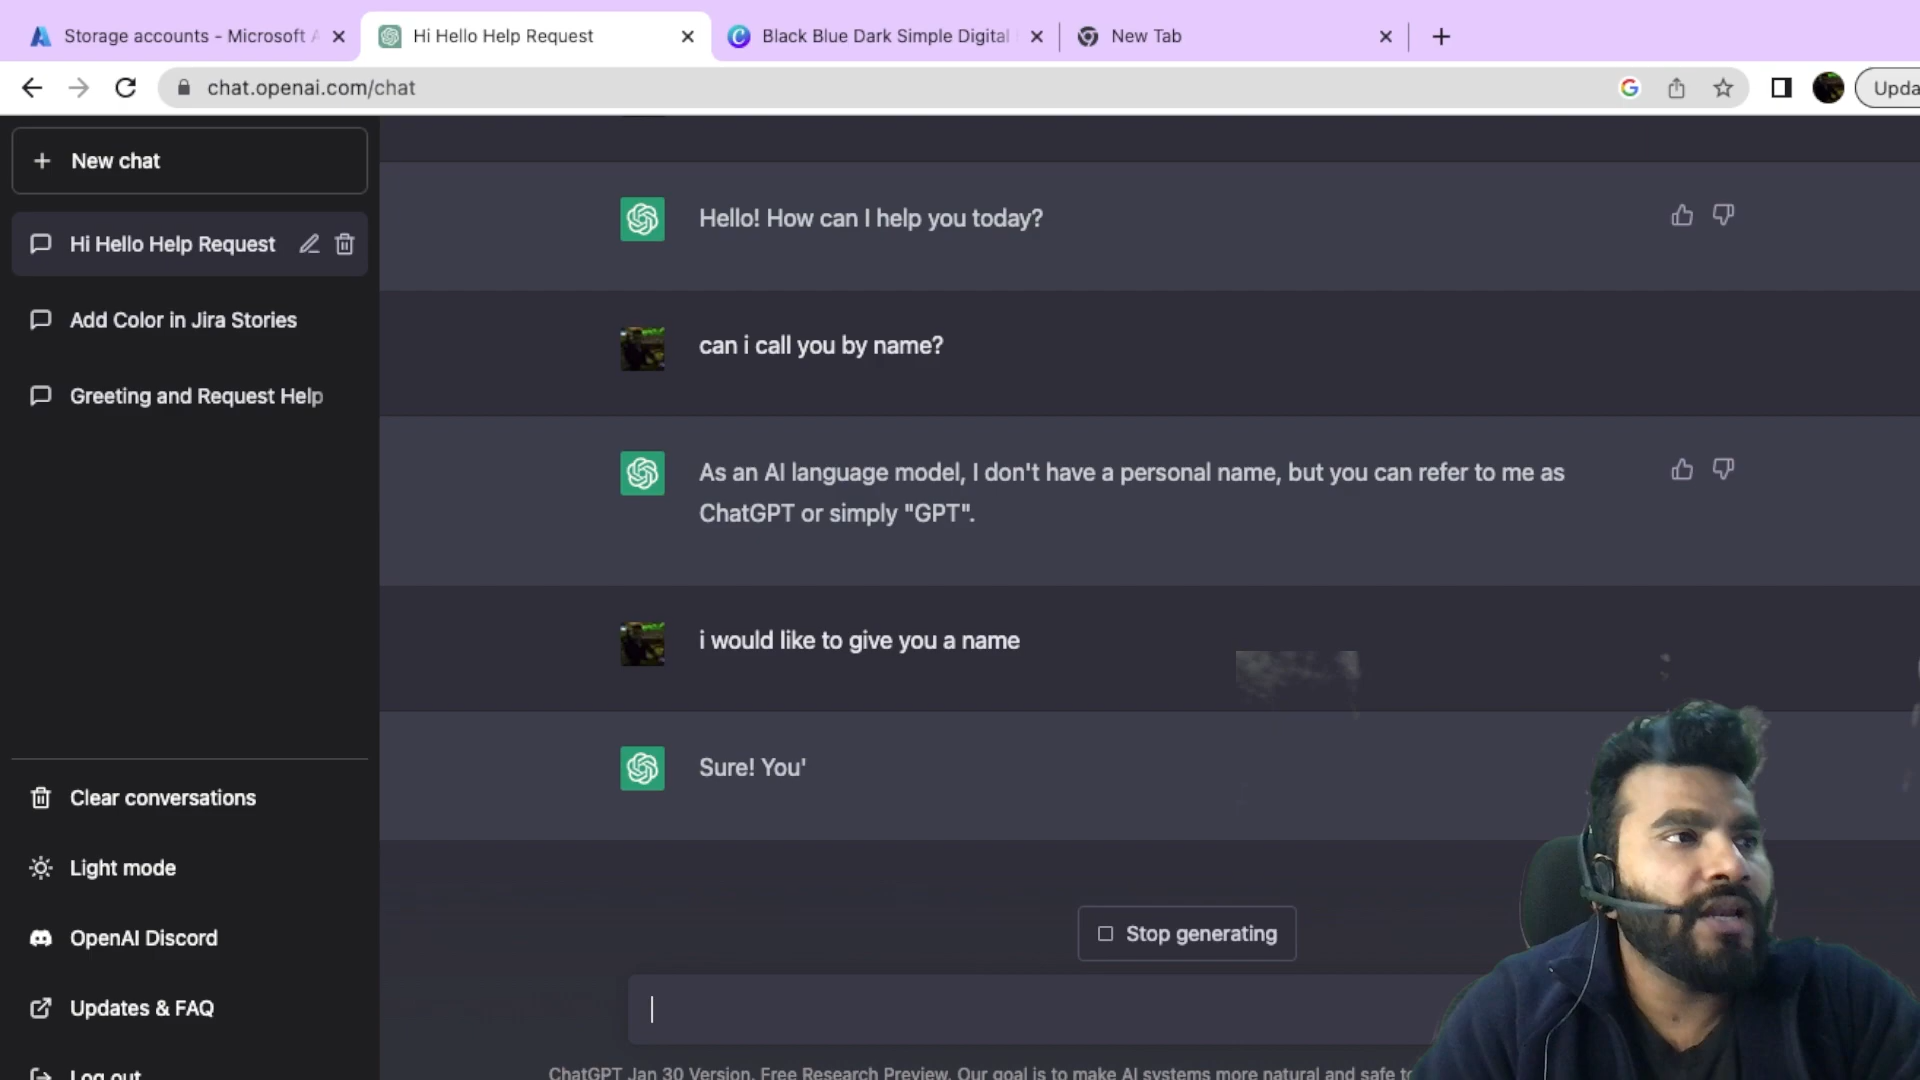 Storage accounts - Microsoft A
Hi Hello Help Request
Black Blue Dark Simple Digital
New Tab
chat.openai.com/chat
Upda
New chat
Hi Hello Help Request
Add Color in Jira Stories
Greeting and Request Help
Clear conversations
Light mode
OpenAI Discord
Updates & FAQ
Log out
Hello! How can I help you today?
can i call you by name?
As an AI language model, I don't have a personal name, but you can refer to me as
ChatGPT or simply "GPT".
i would like to give you a name
Sure! You'
Stop generating
ChatGPT Jan 30 Version. Free Research Preview. Our goal is to make AI systems more natural and safe to